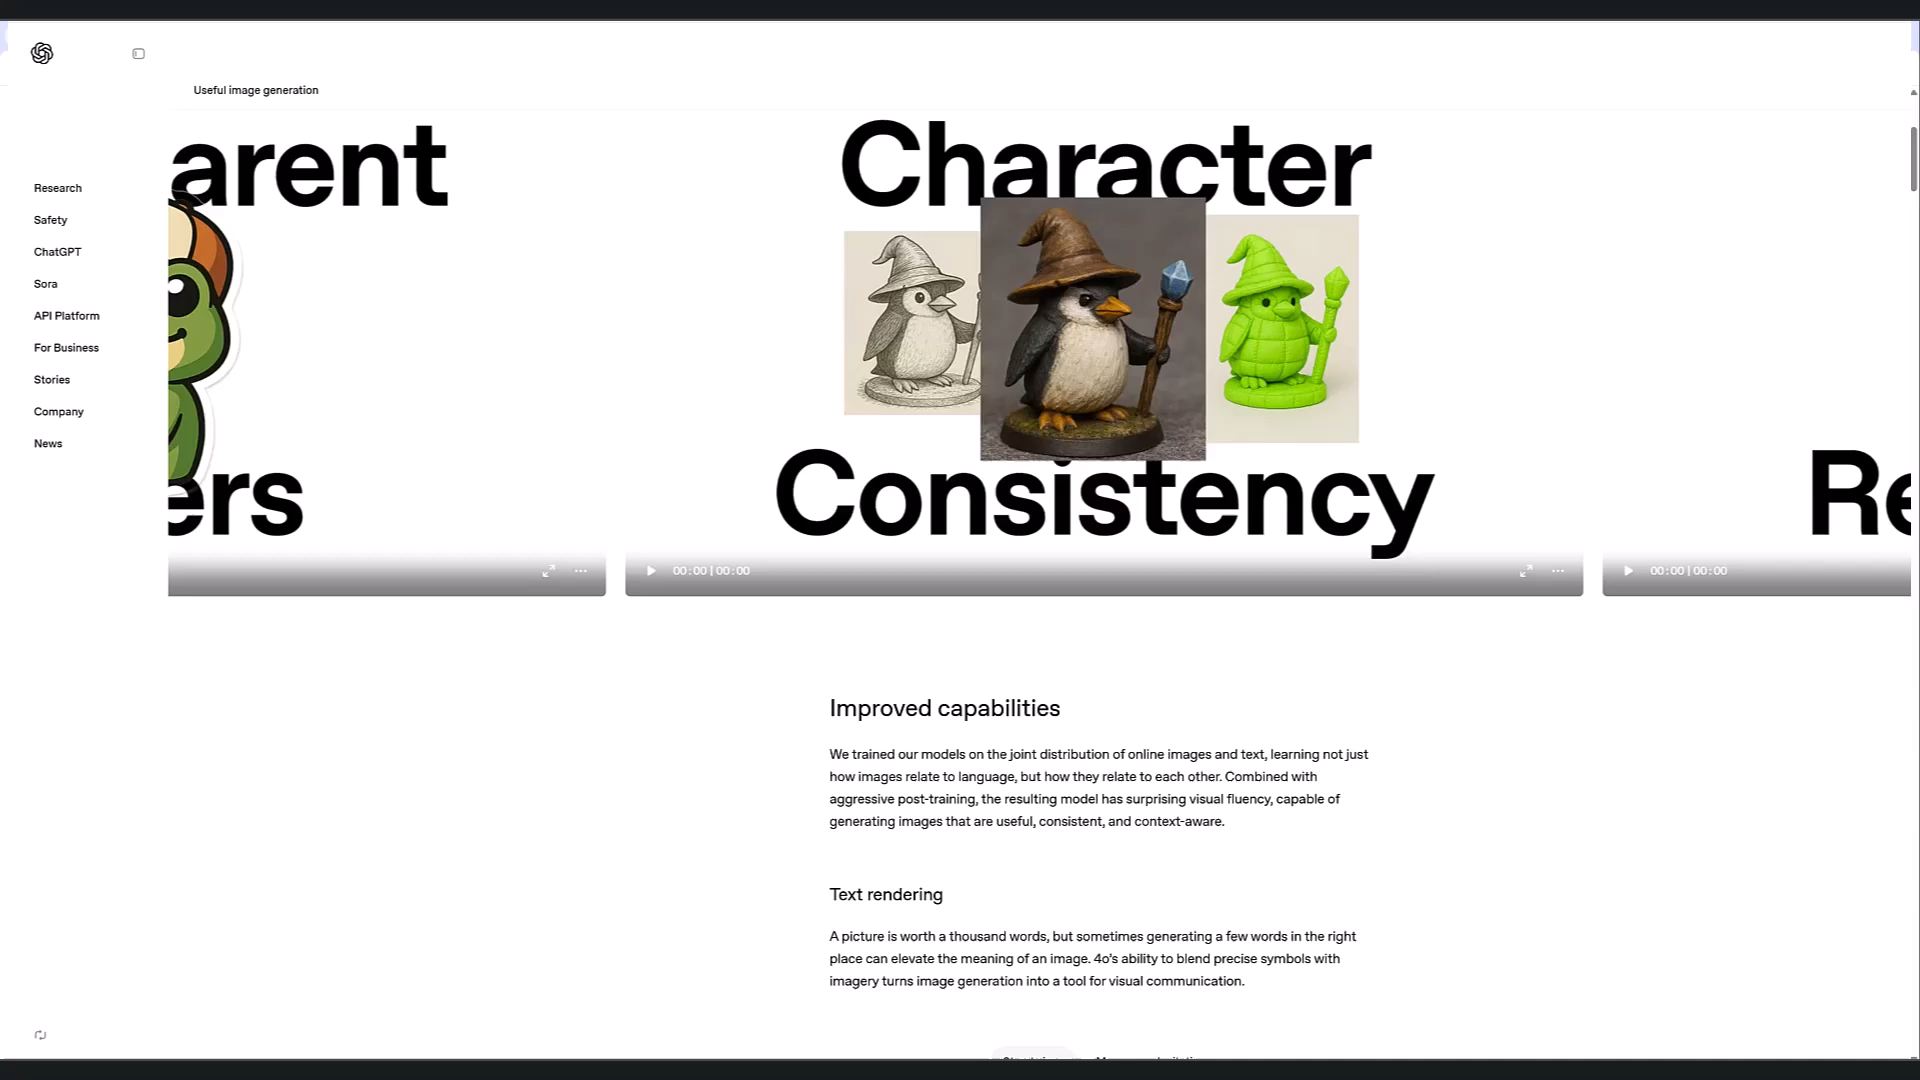 Useful image generation
Research
Safety
ChatGPT
Sora
API Platform
For Business
Stories
Company
News
arent
ers
Character
Consistency
Re
00:00 | 00:00
00:00 | 00:00
Improved capabilities
We trained our models on the joint distribution of online images and text, learning not just
how images relate to language, but how they relate to each other. Combined with
aggressive post-training, the resulting model has surprising visual fluency, capable of
generating images that are useful, consistent, and context-aware.
Text rendering
A picture is worth a thousand words, but sometimes generating a few words in the right
place can elevate the meaning of an image. 4o's ability to blend precise symbols with
imagery turns image generation into a tool for visual communication.